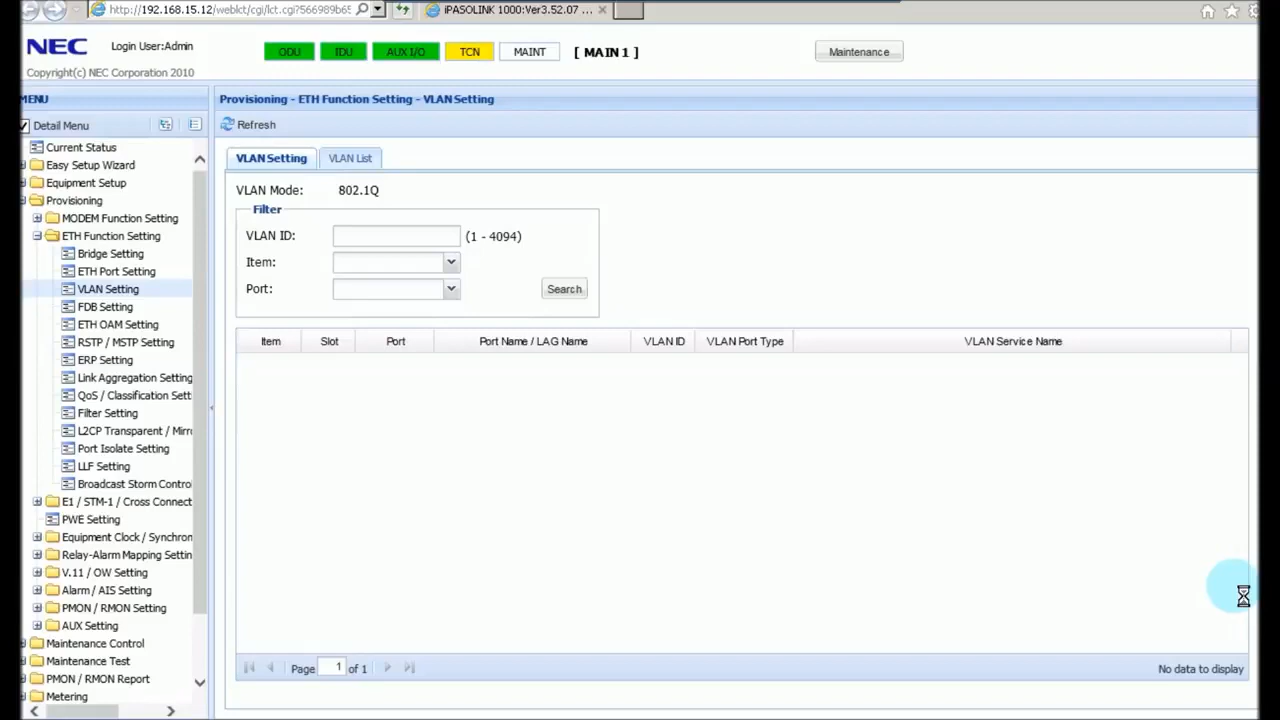 http://192.168.15.12/weblct/cgi/lct.cgi?566989b65
iPASOLINK 1000:Ver3.52.07 ...
NEC
Login User:Admin
ODU
IDU
AUX I/O
TCN
MAINT
[ MAIN 1 ]
Maintenance
Copyright(c) NEC Corporation 2010
MENU
Provisioning - ETH Function Setting - VLAN Setting
Detail Menu
Refresh
Current Status
Easy Setup Wizard
Equipment Setup
Provisioning
MODEM Function Setting
ETH Function Setting
Bridge Setting
ETH Port Setting
VLAN Setting
FDB Setting
ETH OAM Setting
RSTP / MSTP Setting
ERP Setting
Link Aggregation Setting
QoS / Classification Sett
Filter Setting
L2CP Transparent / Mirr
Port Isolate Setting
LLF Setting
Broadcast Storm Contro
E1 / STM-1 / Cross Connect
PWE Setting
Equipment Clock / Synchron
Relay-Alarm Mapping Settin
V.11 / OW Setting
Alarm / AIS Setting
PMON / RMON Setting
AUX Setting
Maintenance Control
Maintenance Test
PMON / RMON Report
Metering
VLAN Setting
VLAN List
VLAN Mode: 802.1Q
Filter
VLAN ID: (1 - 4094)
Item:
Port:
Search
Item Slot Port Port Name / LAG Name VLAN ID VLAN Port Type VLAN Service Name
Page 1 of 1
No data to display